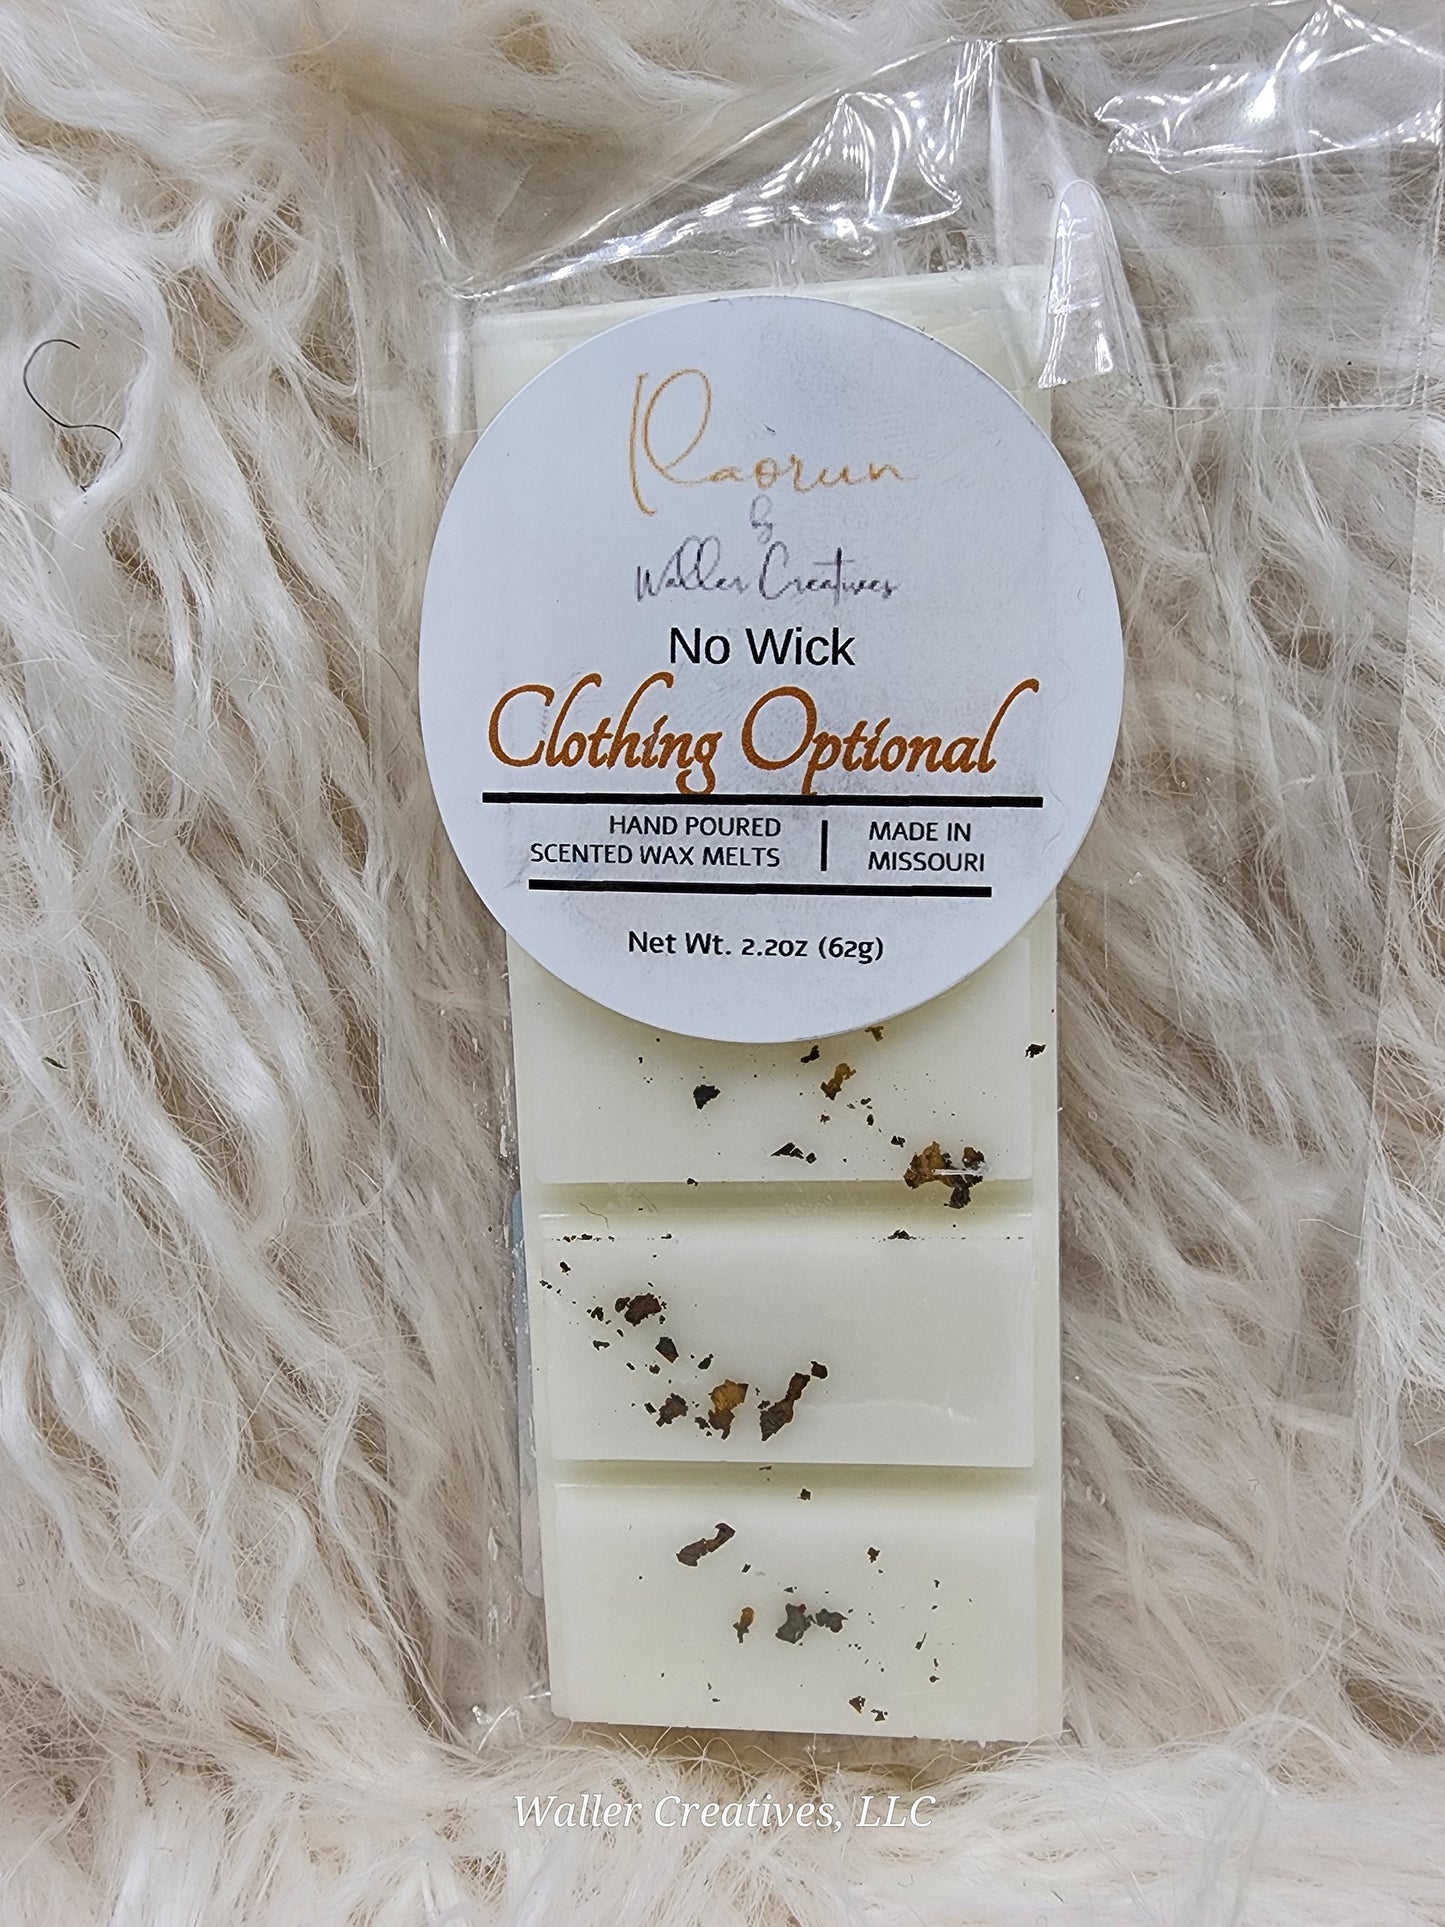 Raorun
by
Waller Creatives
No Wick
Clothing Optional
HAND POURED
SCENTED WAX MELTS
MADE IN
MISSOURI
Net Wt. 2.2oz (62g)
Waller Creatives, LLC